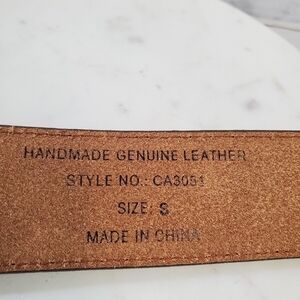 HANDMADE GENUINE LEATHER
STYLE NO.: CA3051
SIZE: S
MADE IN CHINA